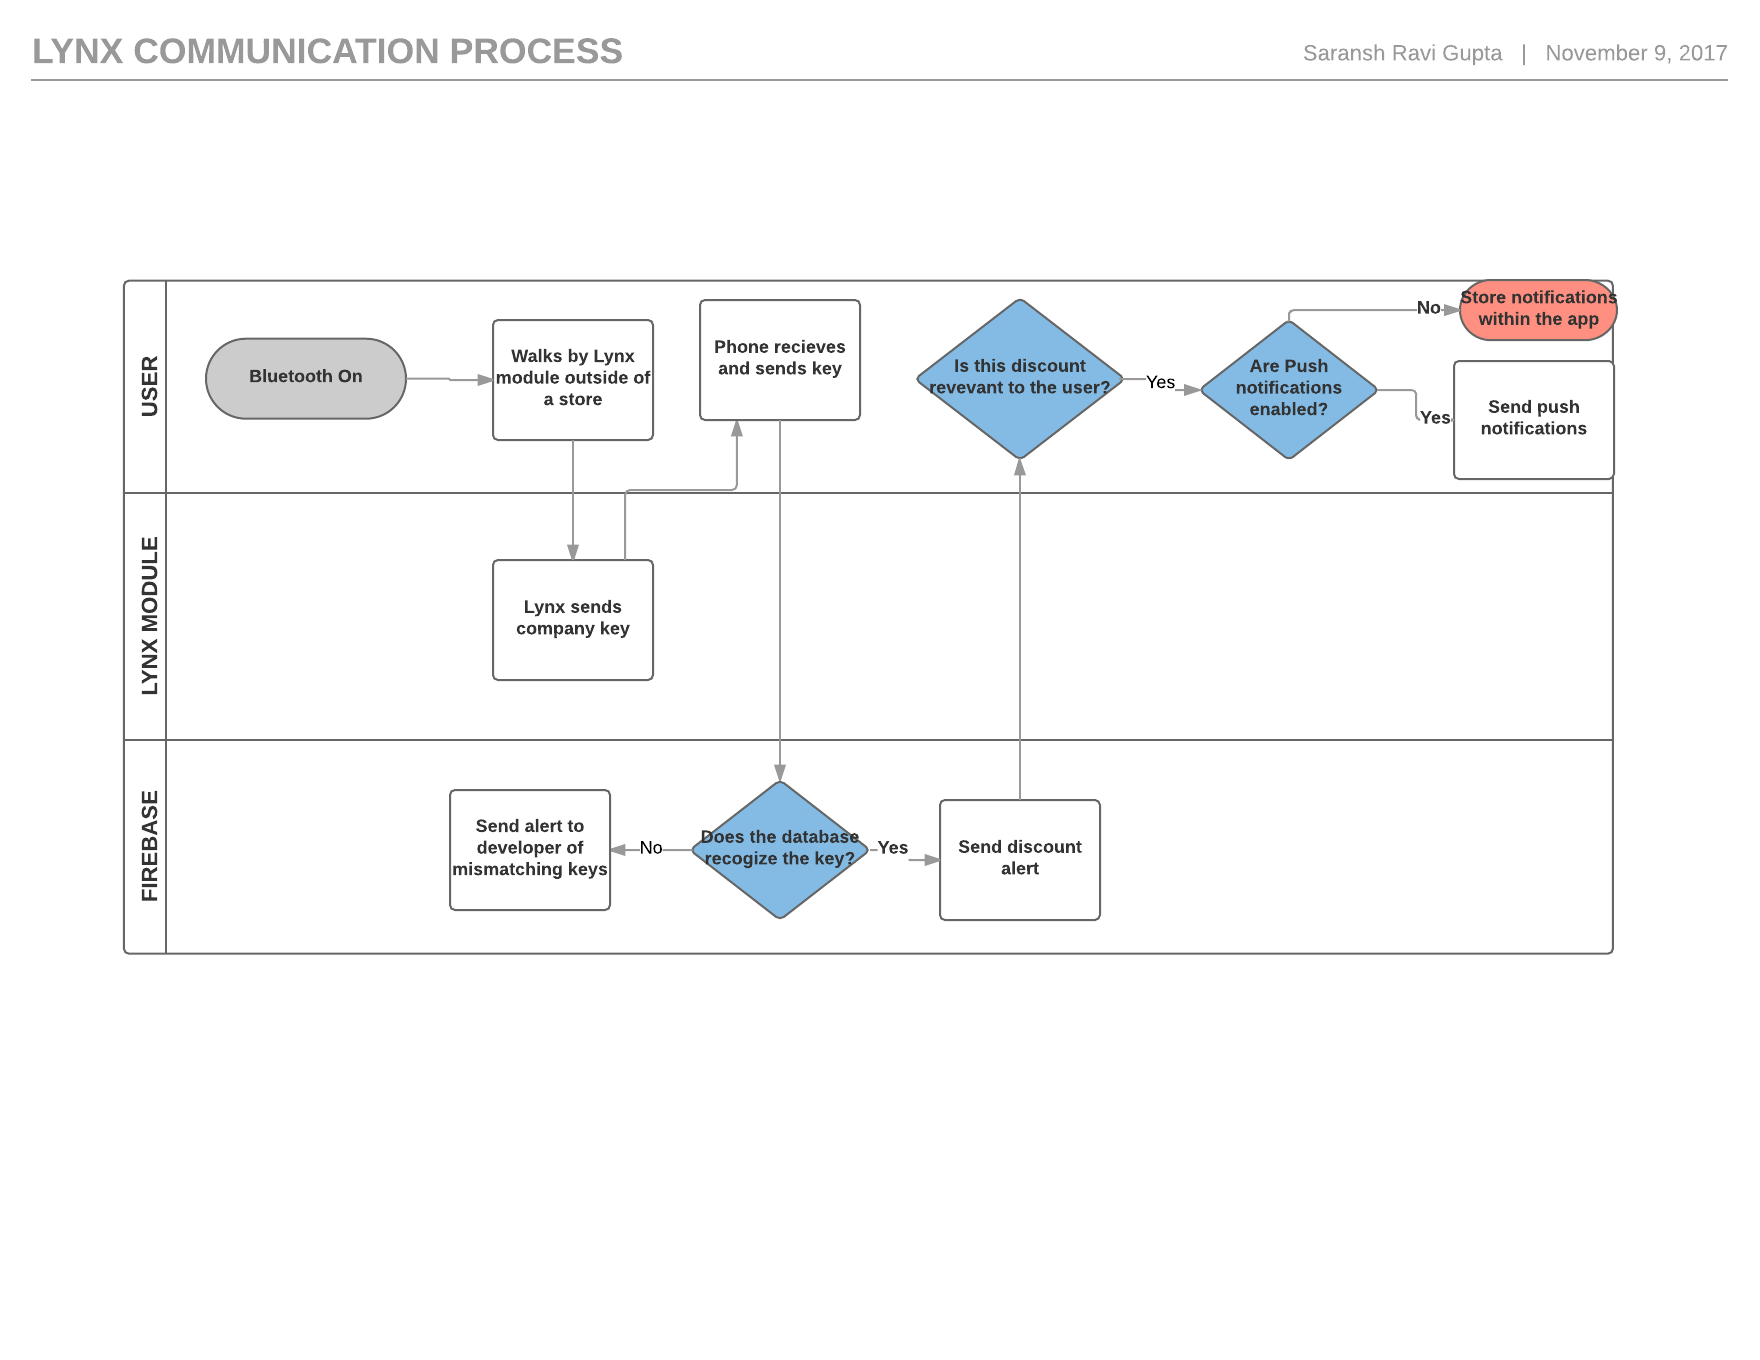 LYNX COMMUNICATION PROCESS
Saransh Ravi Gupta | November 9, 2017
USER
Bluetooth On
Walks by Lynx
module outside of
a store
Phone recieves
and sends key
Is this discount
revevant to the user?
Yes
Are Push
notifications
enabled?
No
Store notifications
within the app
Yes
Send push
notifications
LYNX MODULE
Lynx sends
company key
FIREBASE
Send alert to
developer of
mismatching keys
No
Does the database
recogize the key?
Yes
Send discount
alert